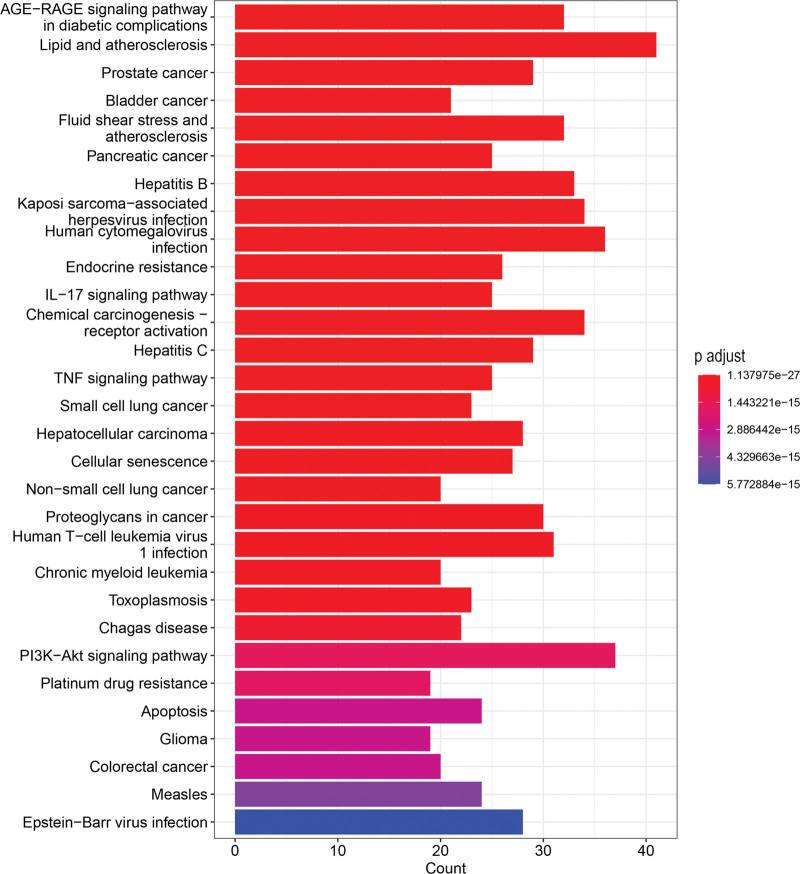 AGE−RAGE signaling pathway
in diabetic complications
Lipid and atherosclerosis
Prostate cancer
Bladder cancer
Fluid shear stress and
atherosclerosis
Pancreatic cancer
Hepatitis B
Kaposi sarcoma−associated
herpesvirus infection
Human cytomegalovirus
infection
Endocrine resistance
IL−17 signaling pathway
Chemical carcinogenesis −
receptor activation
Hepatitis C
TNF signaling pathway
Small cell lung cancer
Hepatocellular carcinoma
Cellular senescence
Non−small cell lung cancer
Proteoglycans in cancer
Human T−cell leukemia virus
1 infection
Chronic myeloid leukemia
Toxoplasmosis
Chagas disease
PI3K−Akt signaling pathway
Platinum drug resistance
Apoptosis
Glioma
Colorectal cancer
Measles
Epstein−Barr virus infection
0 10 20 30 40
Count
p adjust
1.137975e−27
1.443221e−15
2.886442e−15
4.329663e−15
5.772884e−15